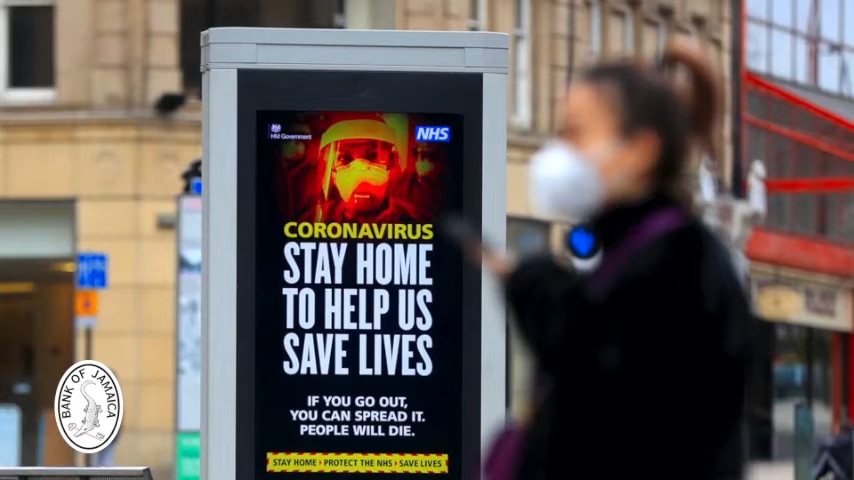 HM Government
NHS
CORONAVIRUS
STAY HOME
TO HELP US
SAVE LIVES
IF YOU GO OUT,
YOU CAN SPREAD IT.
PEOPLE WILL DIE.
STAY HOME › PROTECT THE NHS › SAVE LIVES
BANK OF JAMAICA